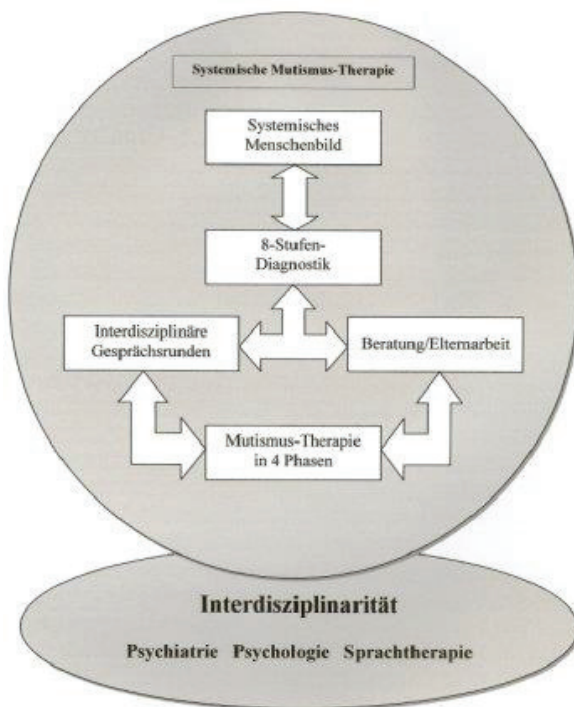 Systemische Mutismus-Therapie
Systemisches
Menschenbild
8-Stufen-
Diagnostik
Interdisziplinäre
Gesprächsrunden
Beratung/Elternarbeit
Mutismus-Therapie
in 4 Phasen
Interdisziplinarität
Psychiatrie Psychologie Sprachtherapie